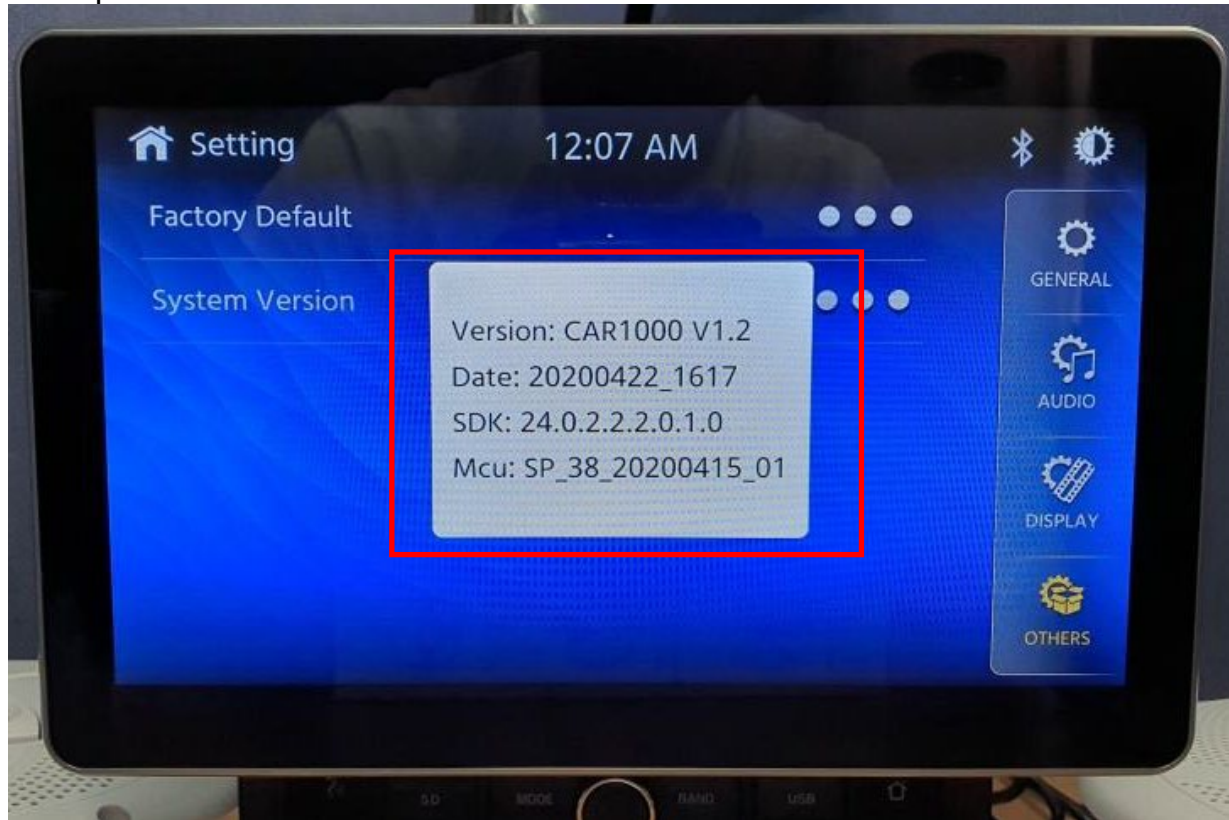 Setting
12:07 AM
Factory Default
System Version
Version: CAR1000 V1.2
Date: 20200422_1617
SDK: 24.0.2.2.2.0.1.0
Mcu: SP_38_20200415_01
GENERAL
AUDIO
DISPLAY
OTHERS
SD
MODE
BAND
USB